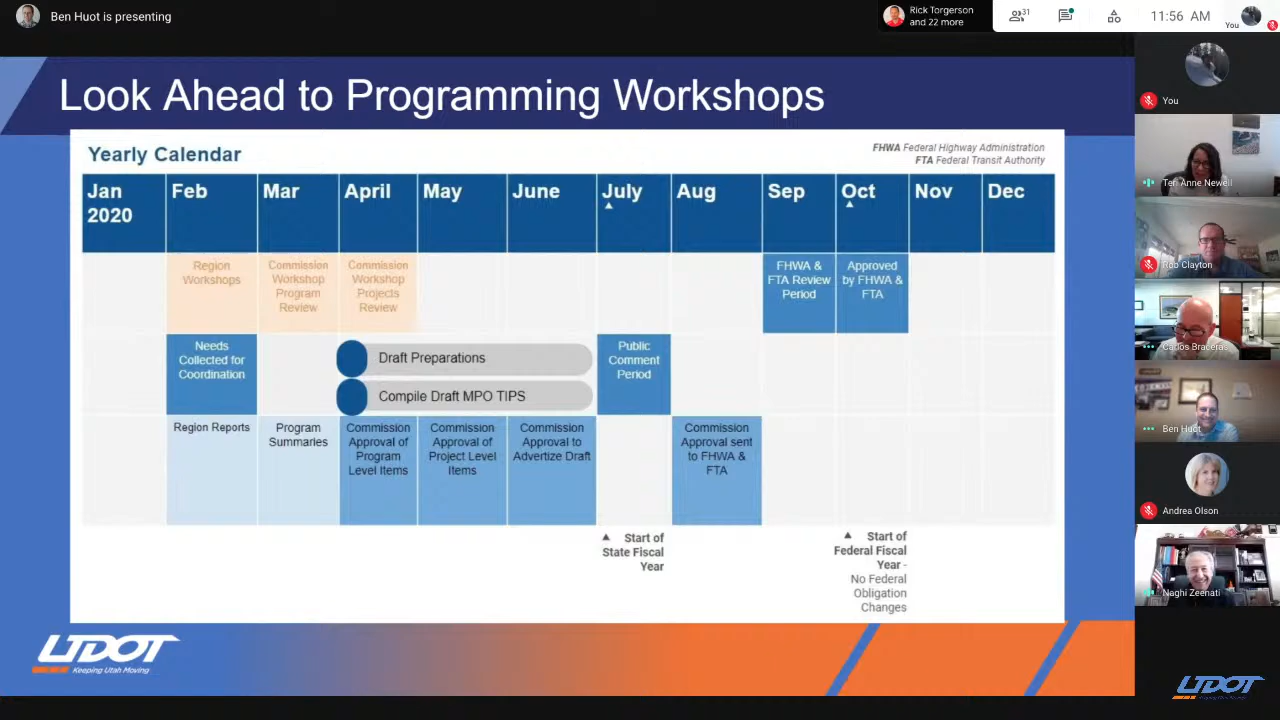 Ben Huot is presenting
Rick Torgerson
and 22 more
31
11:56 AM
You
Look Ahead to Programming Workshops
Yearly Calendar
FHWA Federal Highway Administration
FTA Federal Transit Authority
Jan
2020
Feb
Mar
April
May
June
July
Aug
Sep
Oct
Nov
Dec
Region
Workshops
Commission
Workshop
Program
Review
Commission
Workshop
Projects
Review
FHWA &
FTA Review
Period
Approved
by FHWA &
FTA
Needs
Collected for
Coordination
Draft Preparations
Compile Draft MPO TIPS
Public
Comment
Period
Region Reports
Program
Summaries
Commission
Approval of
Program
Level Items
Commission
Approval of
Project Level
Items
Commission
Approval to
Advertize Draft
Commission
Approval sent
to FHWA &
FTA
Start of
State Fiscal
Year
Start of
Federal Fiscal
Year -
No Federal
Obligation
Changes
UDOT
Keeping Utah Moving
You
Teri Anne Newell
Rob Clayton
Carlos Braceras
Ben Huot
Andrea Olson
Naghi Zeenati
UDOT